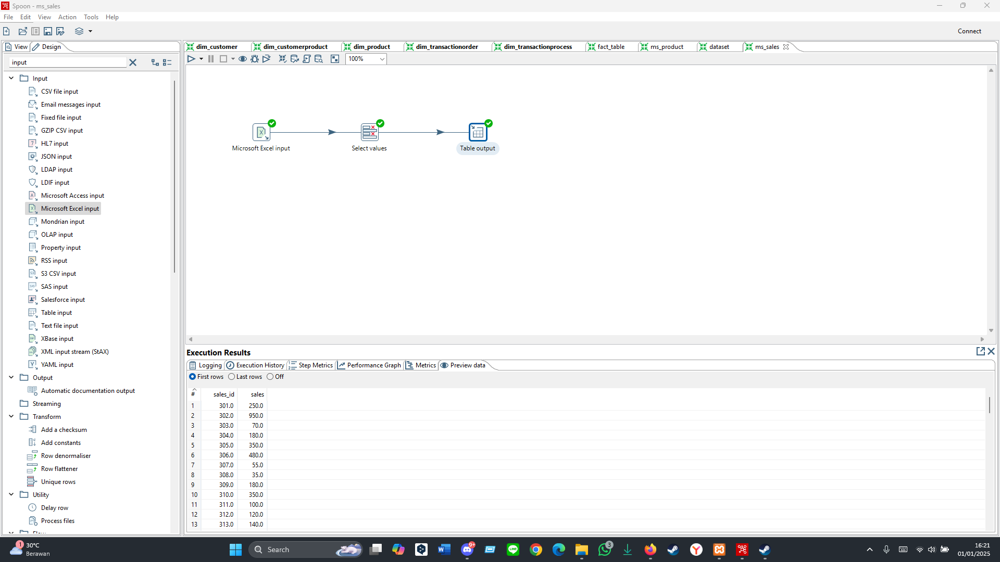 Spoon - ms_sales
File Edit View Action Tools Help
Connect
View Design
dim_customer dim_customerproduct dim_product dim_transactionorder dim_transactionprocess fact_table ms_product dataset ms_sales
input
100%
Input
CSV file input
Email messages input
Fixed file input
GZIP CSV input
HL7 input
JSON input
LDAP input
LDIF input
Microsoft Access input
Microsoft Excel input
Mondrian input
OLAP input
Property input
RSS input
S3 CSV input
SAS input
Salesforce input
Table input
Text file input
XBase input
XML input stream (StAX)
YAML input
Output
Automatic documentation output
Streaming
Transform
Add a checksum
Add constants
Row denormaliser
Row flattener
Unique rows
Utility
Delay row
Process files
Microsoft Excel input Select values Table output
Execution Results
Logging Execution History Step Metrics Performance Graph Metrics Preview data
First rows Last rows Off
# sales_id sales
1 301.0 250.0
2 302.0 950.0
3 303.0 70.0
4 304.0 180.0
5 305.0 350.0
6 306.0 480.0
7 307.0 55.0
8 308.0 35.0
9 309.0 180.0
10 310.0 350.0
11 311.0 100.0
12 312.0 120.0
13 313.0 140.0
1
30°C
Berawan
Search
9+
3
16:21
01/01/2025